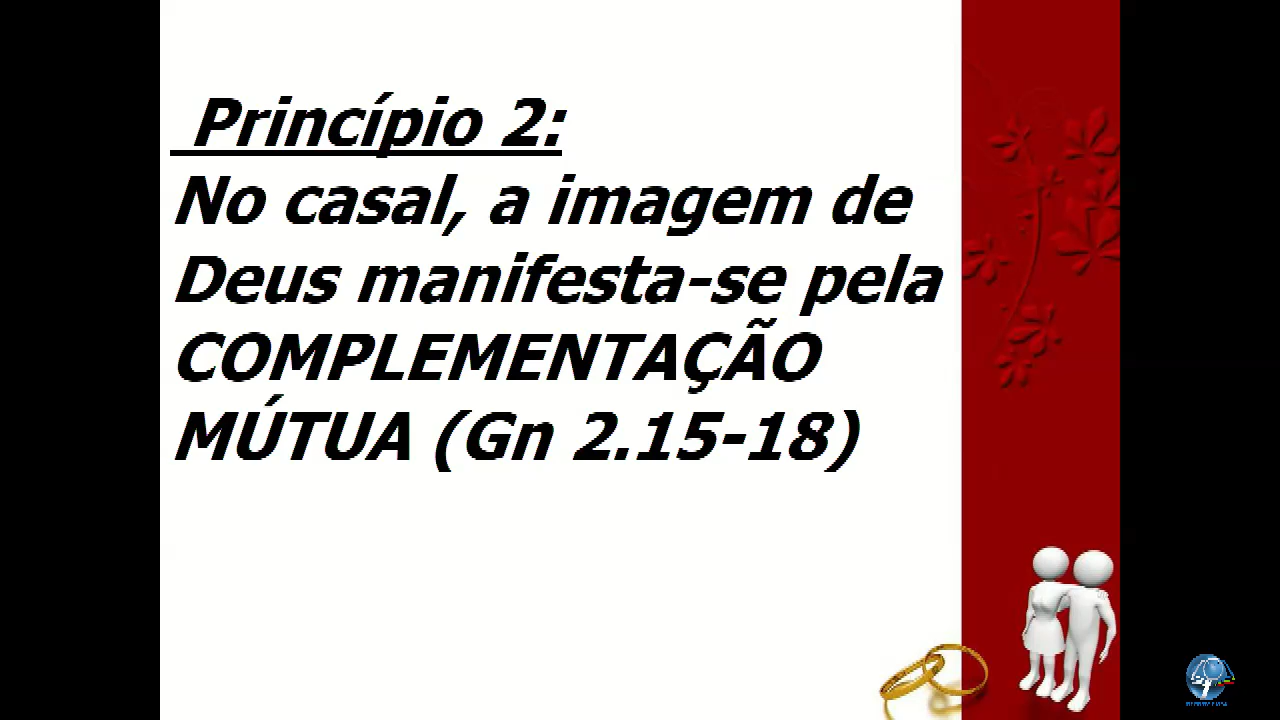 Princípio 2:
No casal, a imagem de
Deus manifesta-se pela
COMPLEMENTAÇÃO
MÚTUA (Gn 2.15-18)